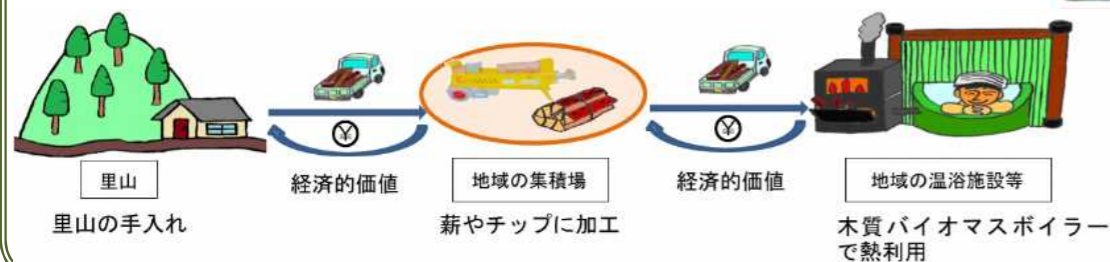 ¥
¥
里山
経済的価値
地域の集積場
経済的価値
地域の温浴施設等
里山の手入れ
薪やチップに加工
木質バイオマスボイラー
で熱利用